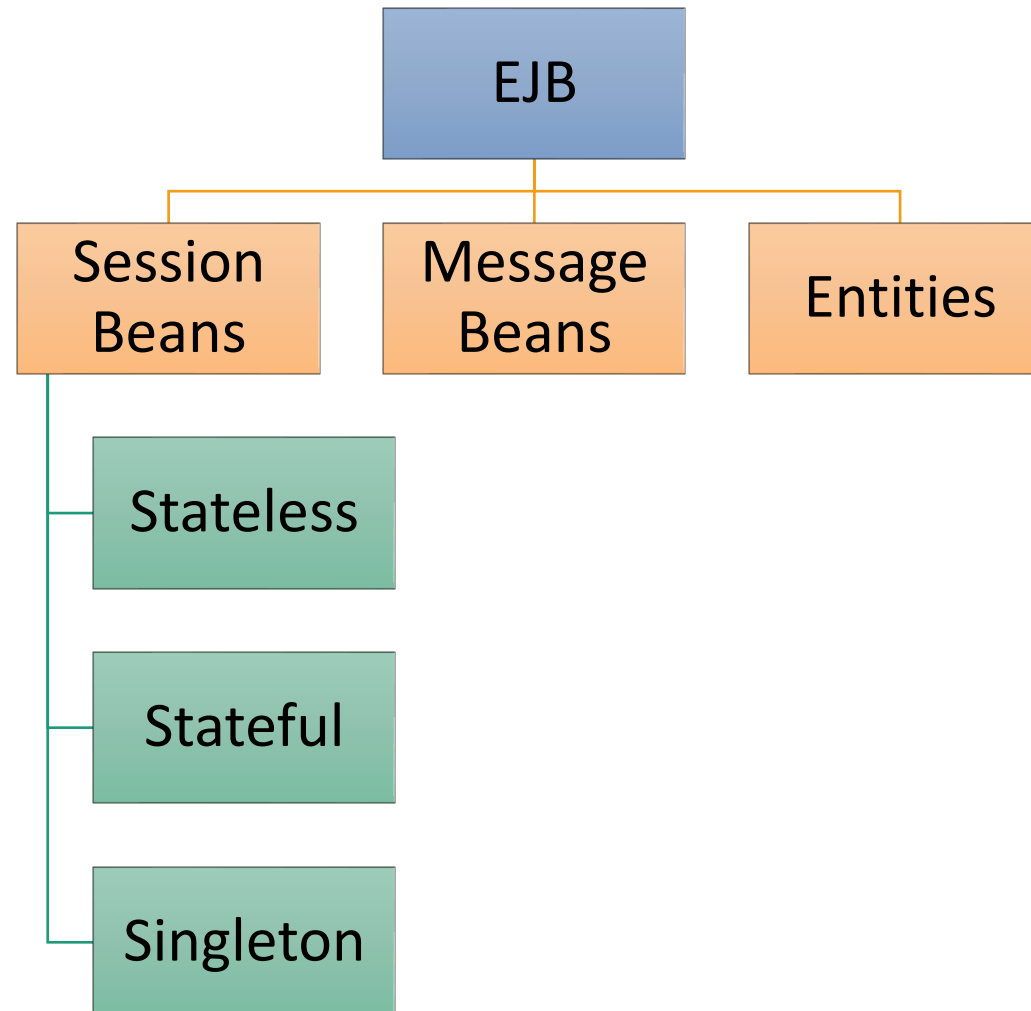 EJB
Session
Beans
Message
Beans
Entities
Stateless
Stateful
Singleton